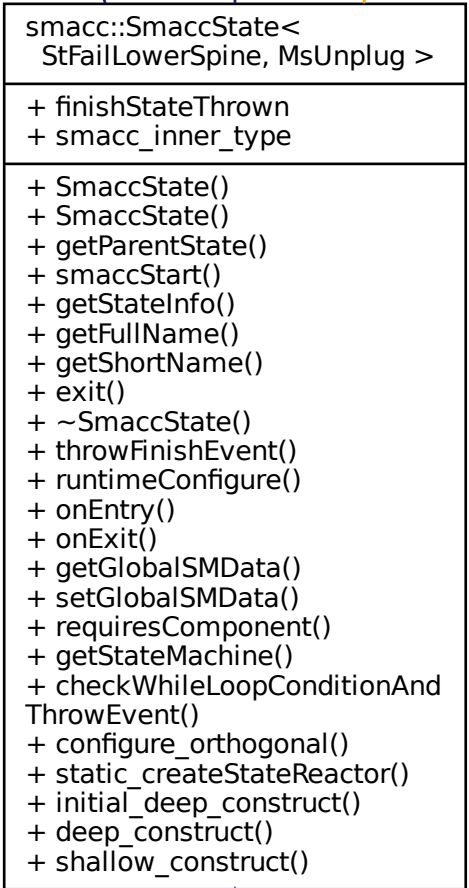 smacc::SmaccState<
StFailLowerSpine, MsUnplug >
+ finishStateThrown
+ smacc_inner_type
+ SmaccState()
+ SmaccState()
+ getParentState()
+ smaccStart()
+ getStateInfo()
+ getFullName()
+ getShortName()
+ exit()
+ ~SmaccState()
+ throwFinishEvent()
+ runtimeConfigure()
+ onEntry()
+ onExit()
+ getGlobalSMData()
+ setGlobalSMData()
+ requiresComponent()
+ getStateMachine()
+ checkWhileLoopConditionAnd
ThrowEvent()
+ configure_orthogonal()
+ static_createStateReactor()
+ initial_deep_construct()
+ deep_construct()
+ shallow_construct()